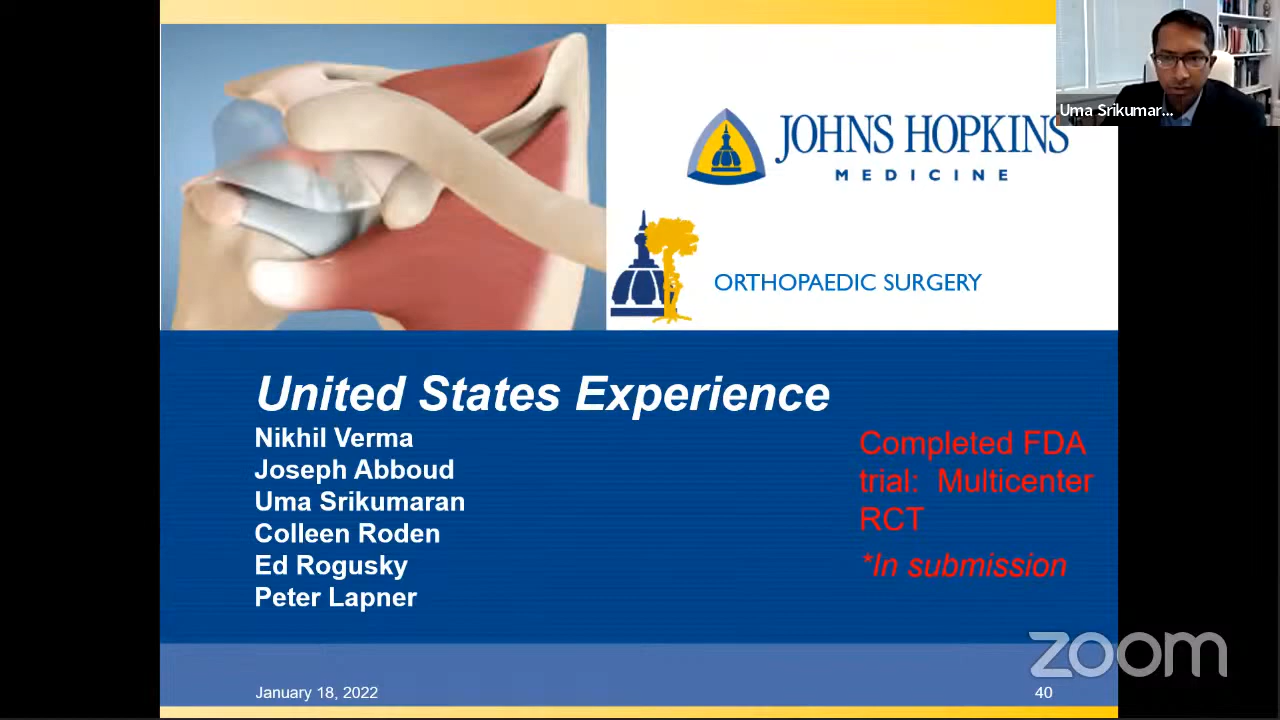 Uma Srikumar...
JOHNS HOPKINS
MEDICINE
ORTHOPAEDIC SURGERY
United States Experience
Nikhil Verma
Joseph Abboud
Uma Srikumaran
Colleen Roden
Ed Rogusky
Peter Lapner
Completed FDA
trial: Multicenter
RCT
*In submission
zoom
January 18, 2022
40